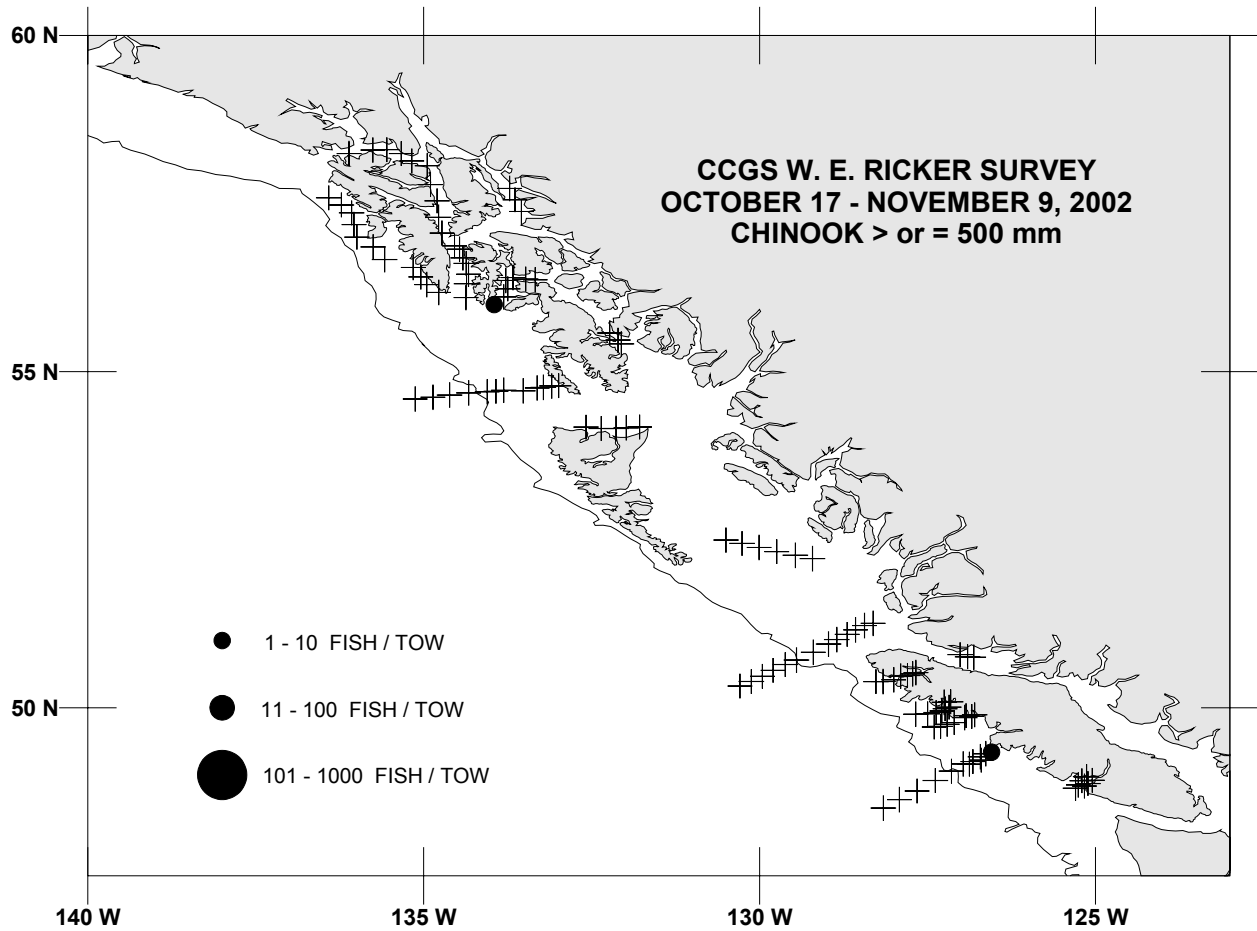 60 N
CCGS W. E. RICKER SURVEY
OCTOBER 17 - NOVEMBER 9, 2002
CHINOOK > or = 500 mm
55 N
1 - 10 FISH / TOW
11 - 100 FISH / TOW
50 N
101 - 1000 FISH / TOW
140 W
135 W
130 W
125 W